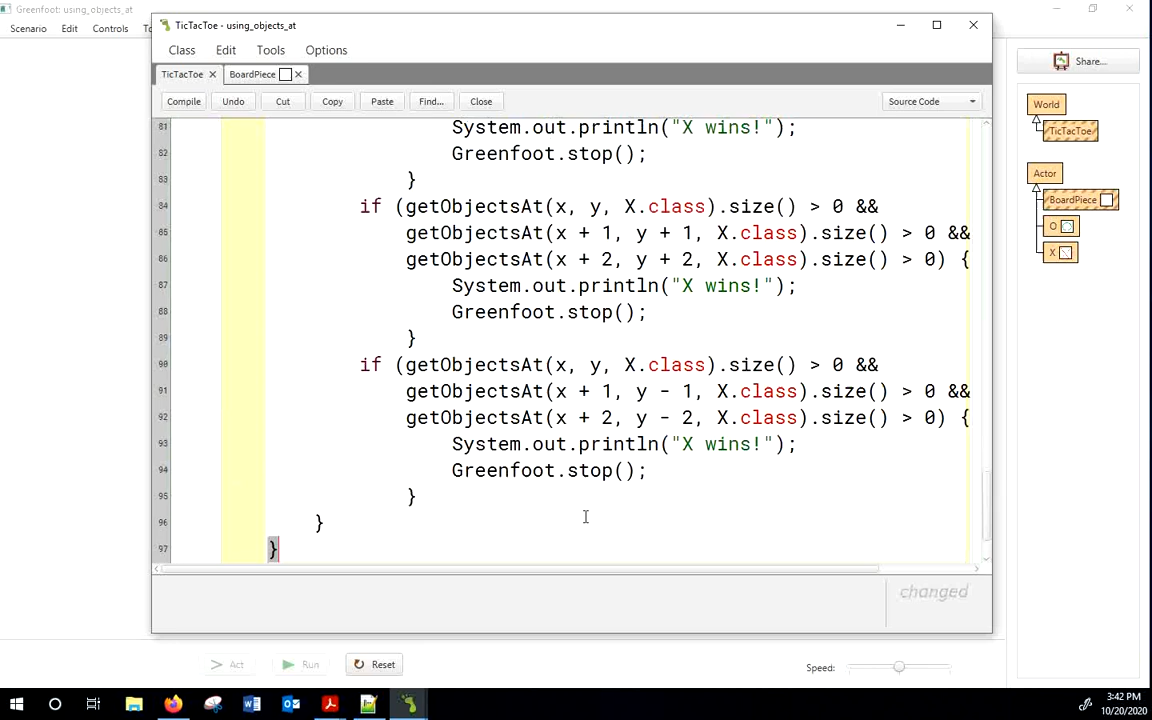 Greenfoot: using_objects_at
Scenario Edit Controls To
TicTacToe - using_objects_at
Class Edit Tools Options
TicTacToe BoardPiece
Compile Undo Cut Copy Paste Find... Close Source Code
81 System.out.println("X wins!");
82 Greenfoot.stop();
83 }
84 if (getObjectsAt(x, y, X.class).size() > 0 &&
85 getObjectsAt(x + 1, y + 1, X.class).size() > 0 &&
86 getObjectsAt(x + 2, y + 2, X.class).size() > 0) {
87 System.out.println("X wins!");
88 Greenfoot.stop();
89 }
90 if (getObjectsAt(x, y, X.class).size() > 0 &&
91 getObjectsAt(x + 1, y - 1, X.class).size() > 0 &&
92 getObjectsAt(x + 2, y - 2, X.class).size() > 0) {
93 System.out.println("X wins!");
94 Greenfoot.stop();
95 }
96 }
97 }
changed
Share...
World
TicTacToe
Actor
BoardPiece
O
X
Act Run Reset Speed:
3:42 PM
10/20/2020